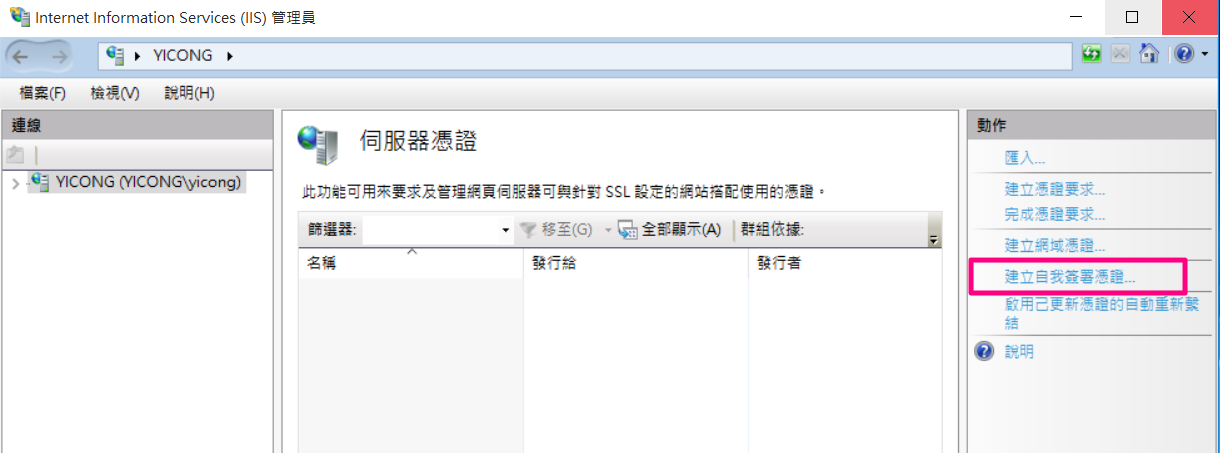 Internet Information Services (IIS) 管理員
YICONG
檔案(F) 檢視(V) 說明(H)
連線
YICONG (YICONG\yicong)
伺服器憑證
此功能可用來要求及管理網頁伺服器可與針對 SSL 設定的網站搭配使用的憑證。
篩選器: 移至(G) 全部顯示(A) 群組依據:
名稱 發行給 發行者
動作
匯入...
建立憑證要求...
完成憑證要求...
建立網域憑證...
建立自我簽署憑證...
啟用已更新憑證的自動重新繫
結
說明